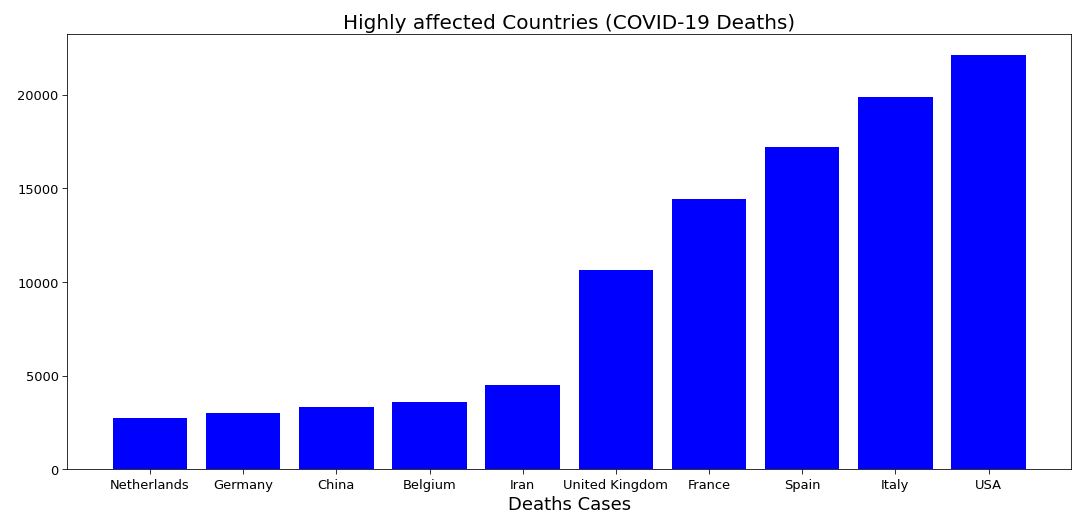 Highly affected Countries (COVID-19 Deaths)
20000
15000
10000
5000
0
Netherlands Germany China Belgium Iran United Kingdom France Spain Italy USA
Deaths Cases